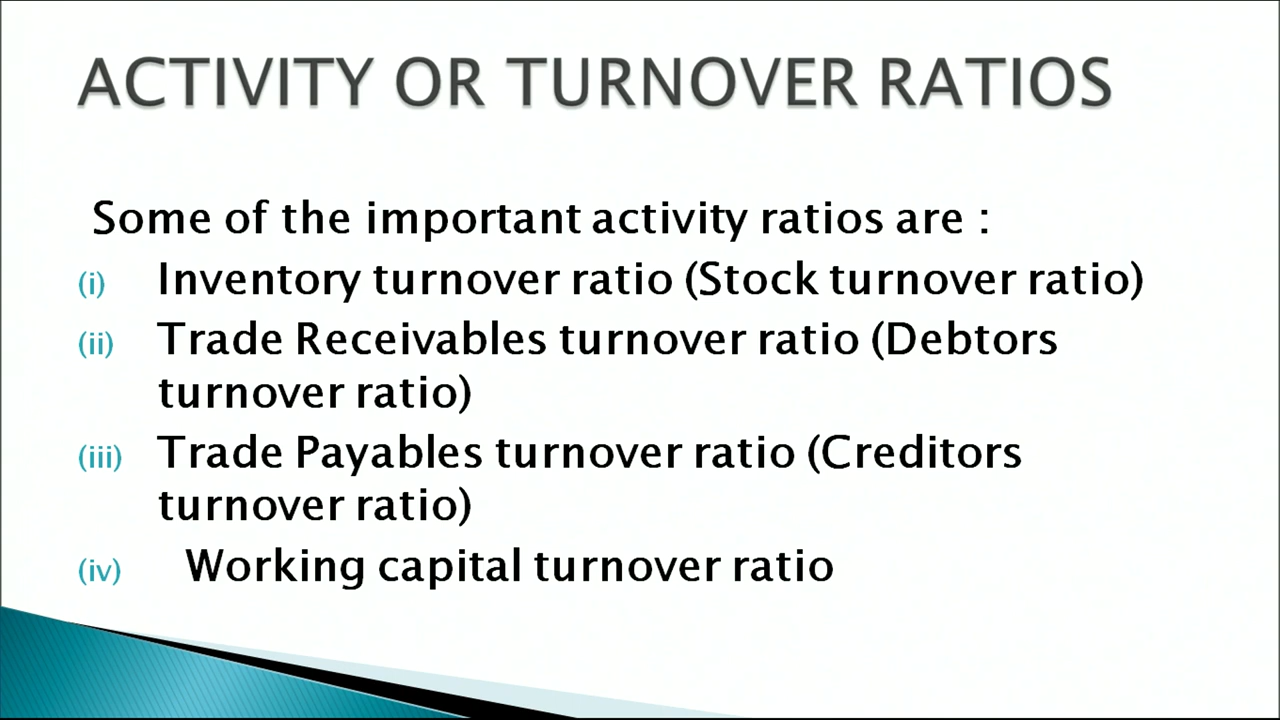 ACTIVITY OR TURNOVER RATIOS
Some of the important activity ratios are :
(i) Inventory turnover ratio (Stock turnover ratio)
(ii) Trade Receivables turnover ratio (Debtors
turnover ratio)
(iii) Trade Payables turnover ratio (Creditors
turnover ratio)
(iv) Working capital turnover ratio